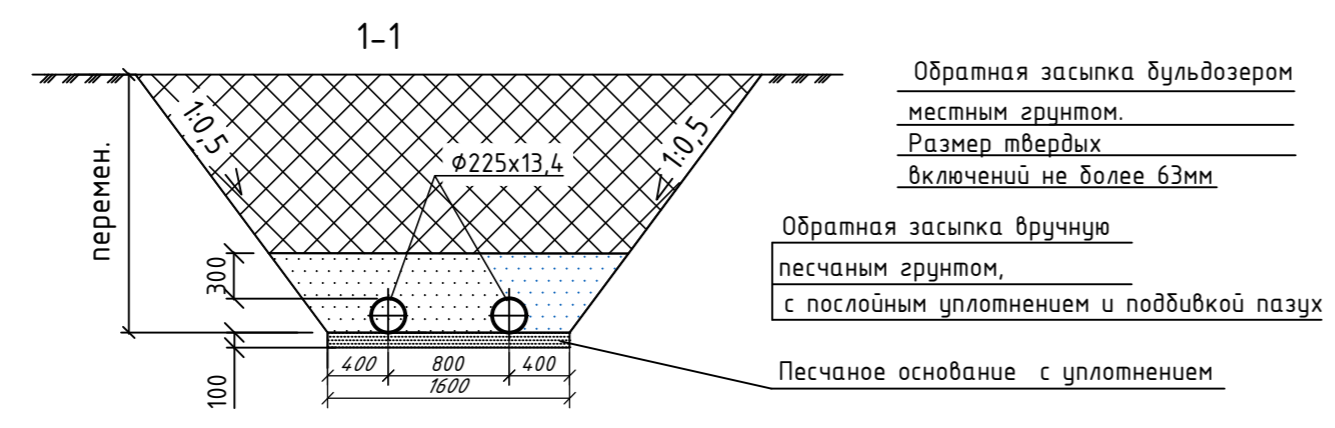 1-1
Обратная засыпка бульдозером
местным грунтом.
Размер твердых
включений не более 63мм
1:0,5
1:0,5
Ф225х13,4
перемен.
Обратная засыпка вручную
песчаным грунтом,
с послойным уплотнением и подбивкой пазух
300
Песчаное основание с уплотнением
100
400 800 400
1600